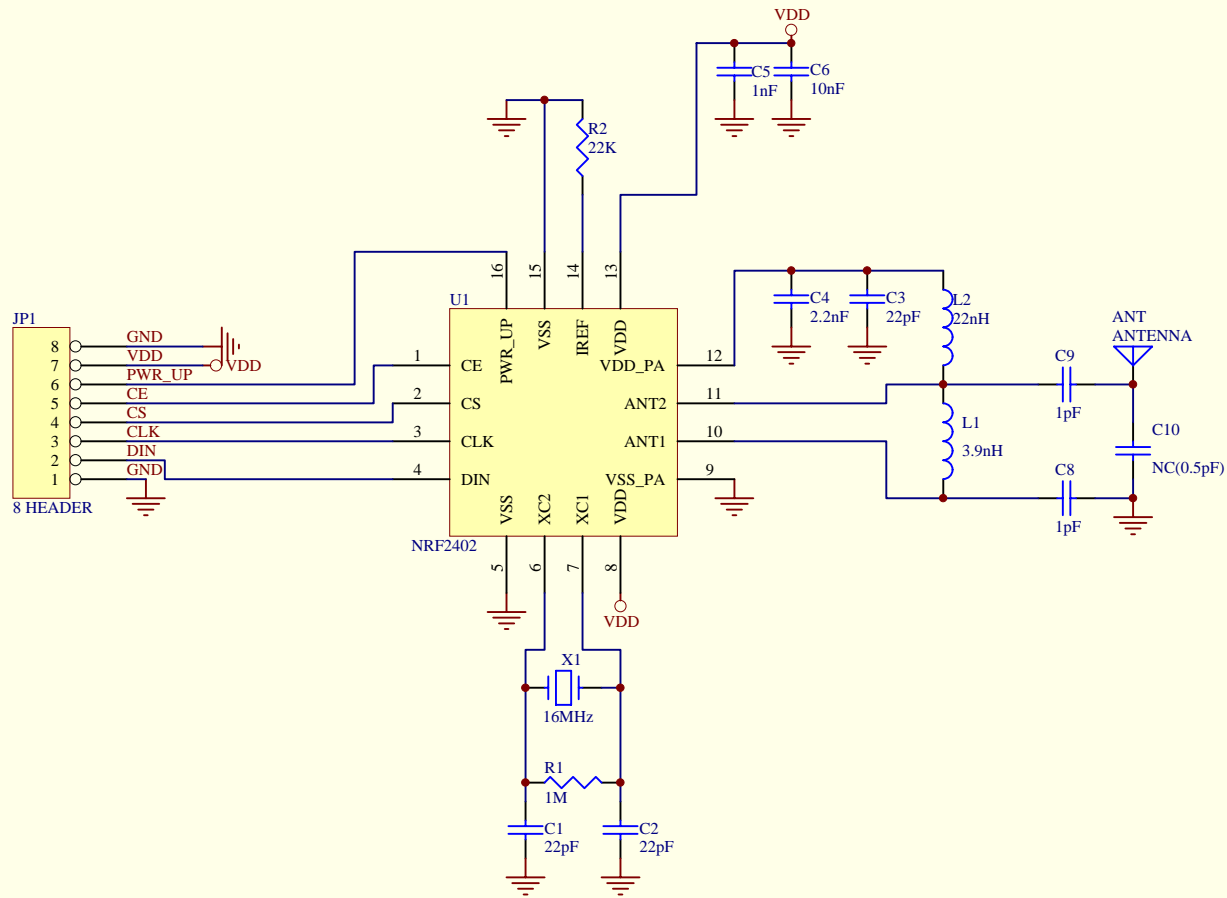 VDD
C5
1nF
C6
10nF
R2
22K
16
15
14
13
U1
PWR_UP
VSS
IREF
VDD
JP1
8
7
6
5
4
3
2
1
GND
VDD
PWR_UP
CE
CS
CLK
DIN
GND
VDD
8 HEADER
1
2
3
4
CE
CS
CLK
DIN
VDD_PA
ANT2
ANT1
VSS_PA
12
11
10
9
C4
2.2nF
C3
22pF
L2
22nH
L1
3.9nH
ANT
ANTENNA
C9
1pF
C10
NC(0.5pF)
C8
1pF
VSS
XC2
XC1
VDD
NRF2402
5
6
7
8
VDD
X1
16MHz
R1
1M
C1
22pF
C2
22pF